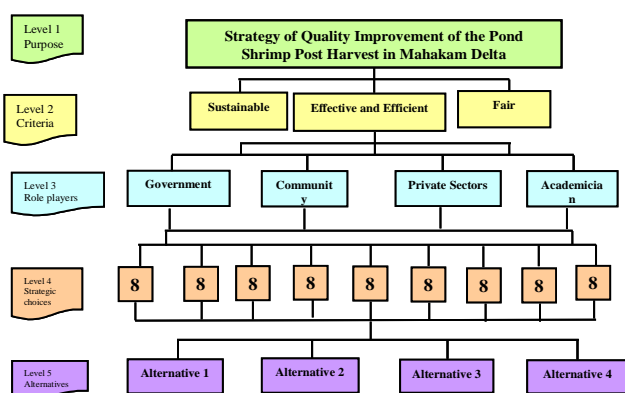 Level 1
Purpose
Strategy of Quality Improvement of the Pond
Shrimp Post Harvest in Mahakam Delta
Level 2
Criteria
Sustainable
Effective and Efficient
Fair
Level 3
Role players
Government
Communit
y
Private Sectors
Academicia
n
Level 4
Strategic
choices
8 8 8 8 8 8 8 8 8
Level 5
Alternatives
Alternative 1
Alternative 2
Alternative 3
Alternative 4